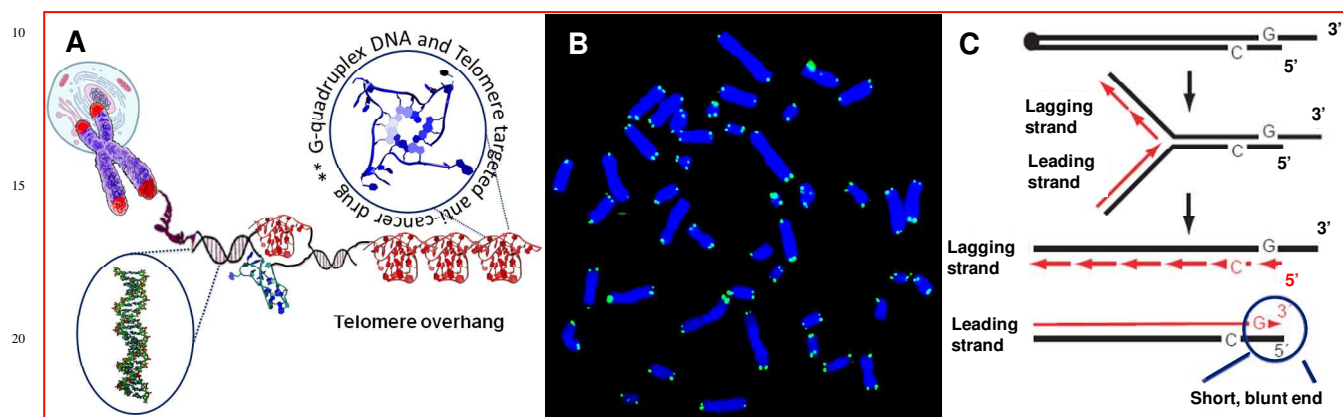 10
15
20
A
** G-quadruplex DNA and Telomere targeted anti-cancer drug
Telomere overhang
B
C
G
3’
C
5’
Lagging
strand
Leading
strand
G
3’
C
5’
Lagging
strand
G
3’
C
5’
Leading
strand
G
3´
C
5´
Short, blunt end